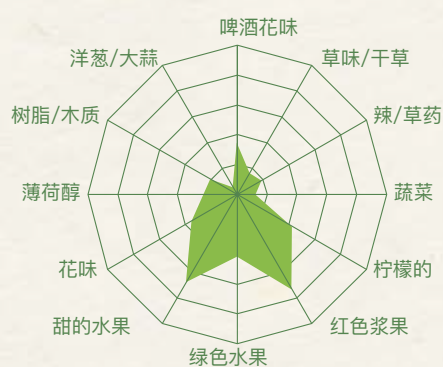 啤酒花味
洋葱/大蒜
草味/干草
树脂/木质
辣/草药
薄荷醇
蔬菜
花味
柠檬的
甜的水果
红色浆果
绿色水果